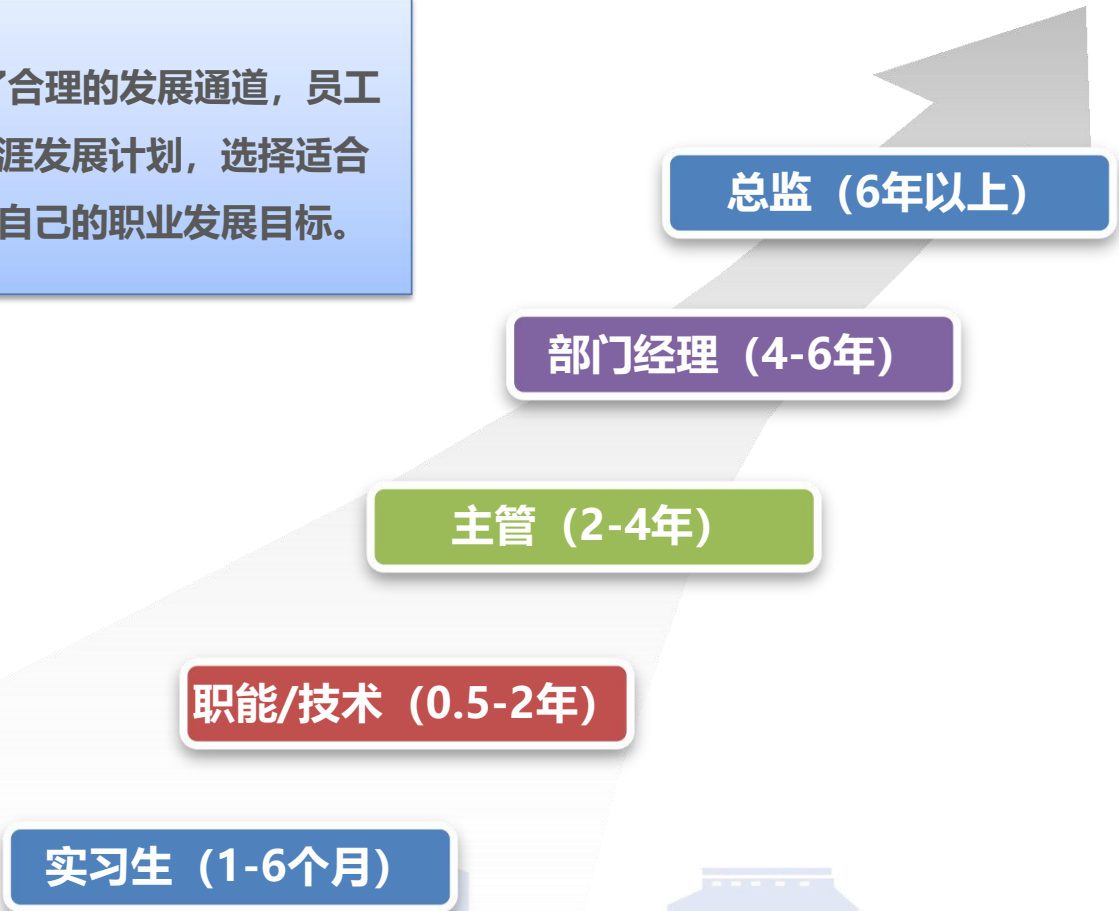 了合理的发展通道，员工
涯发展计划，选择适合
自己的职业发展目标。
总监（6年以上）
部门经理（4-6年）
主管（2-4年）
职能/技术（0.5-2年）
实习生（1-6个月）